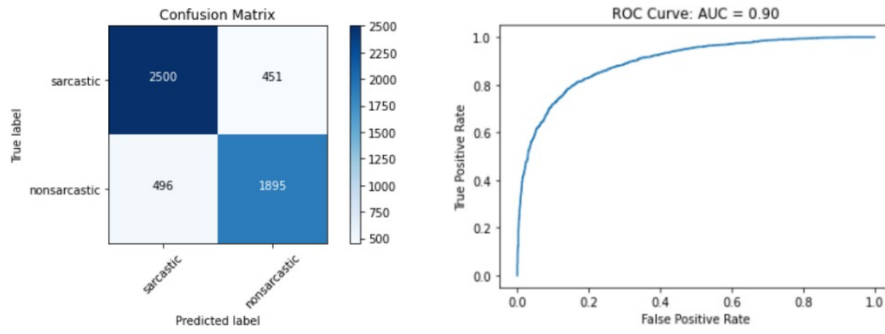 Confusion Matrix
True label
sarcastic
nonsarcastic
2500 451
496 1895
sarcastic
nonsarcastic
Predicted label
2500
2250
2000
1750
1500
1250
1000
750
500
ROC Curve: AUC = 0.90
True Positive Rate
1.0
0.8
0.6
0.4
0.2
0.0
0.0 0.2 0.4 0.6 0.8 1.0
False Positive Rate